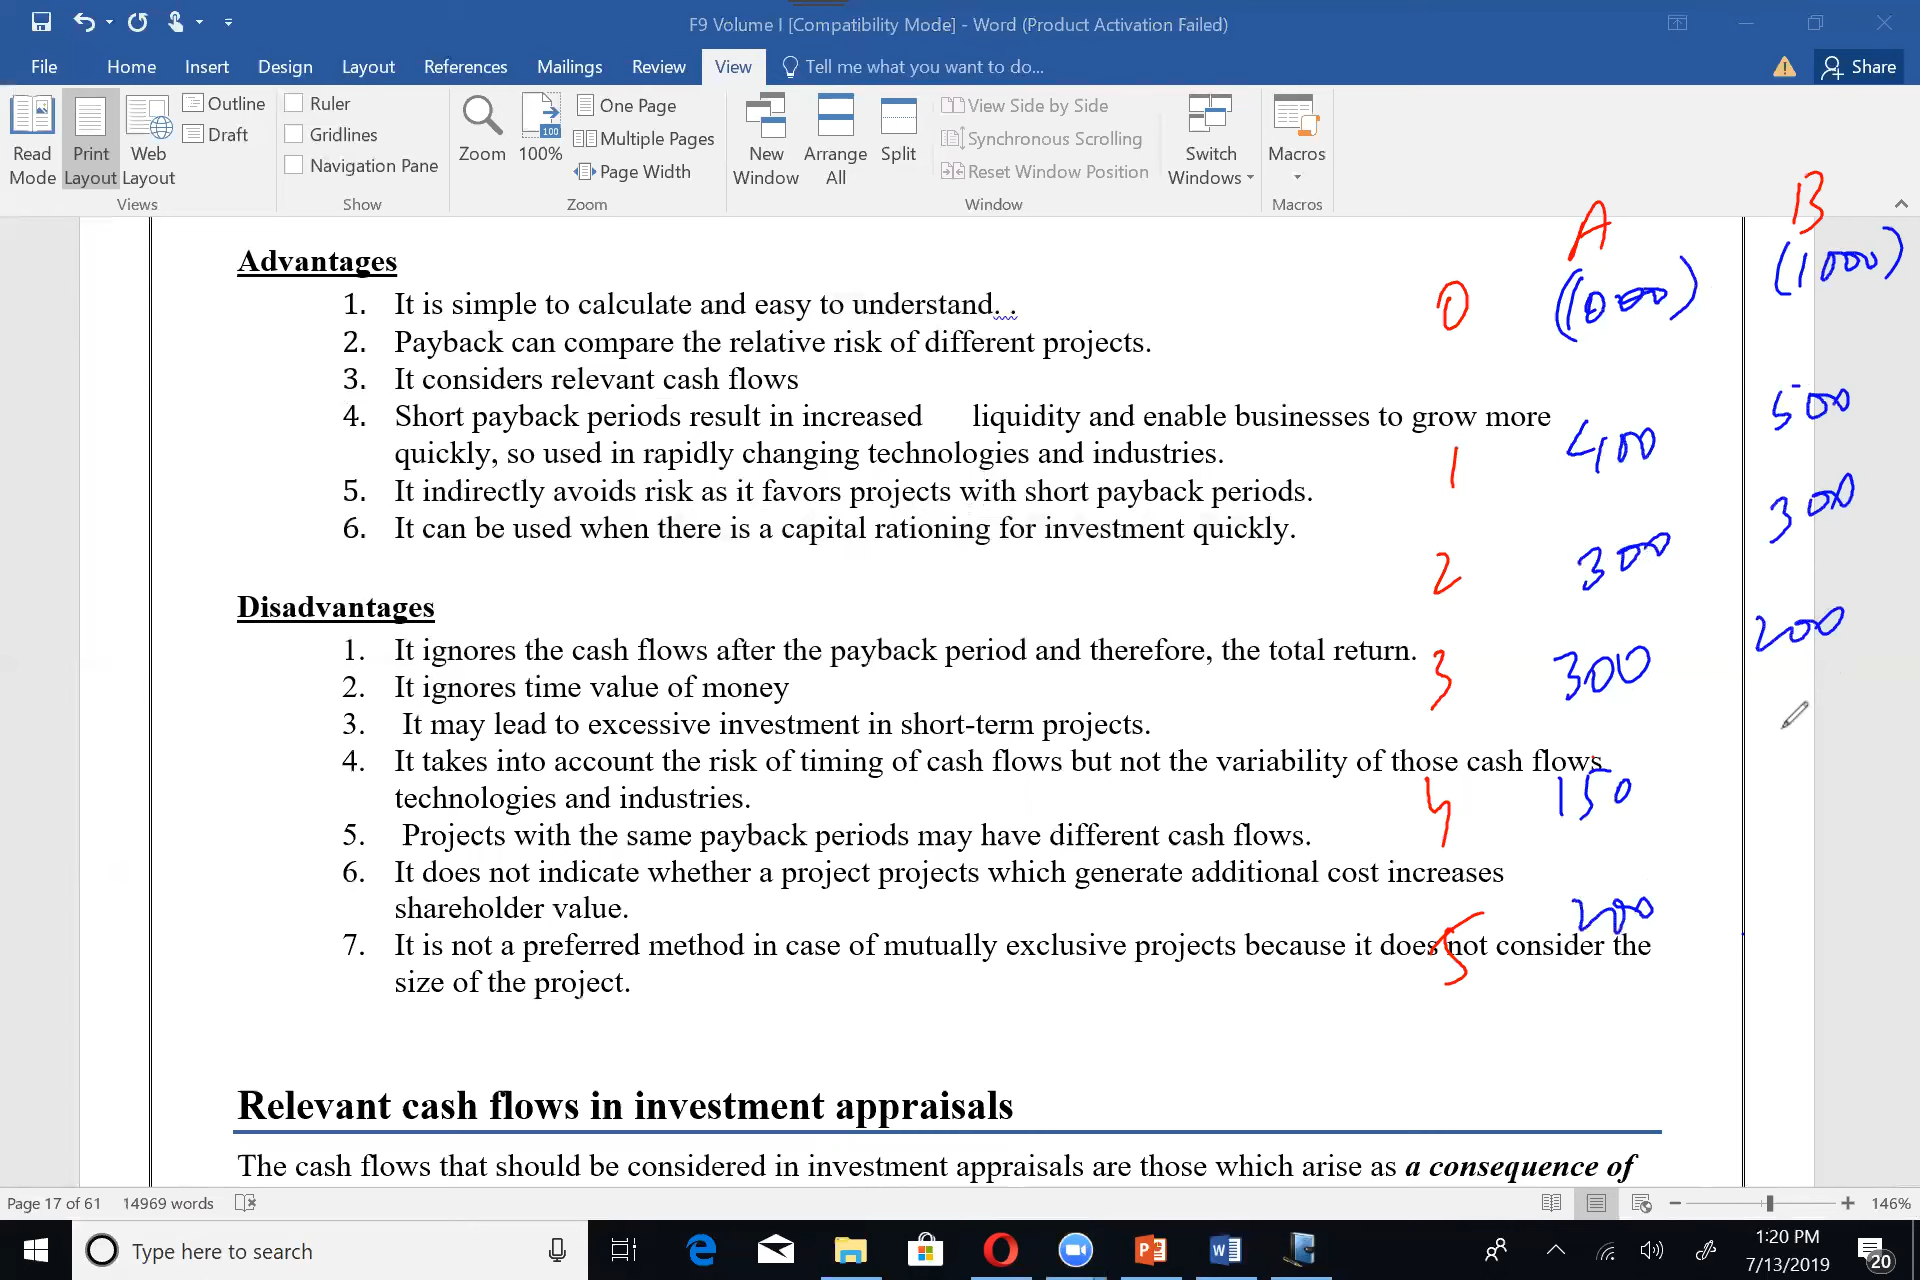 F9 Volume I [Compatibility Mode] - Word (Product Activation Failed)
File Home Insert Design Layout References Mailings Review View Tell me what you want to do... Share
Read Mode
Print Layout
Web Layout
Outline
Draft
Views
Ruler
Gridlines
Navigation Pane
Show
Zoom
100
100%
One Page
Multiple Pages
Page Width
Zoom
New Window
Arrange All
Split
View Side by Side
Synchronous Scrolling
Reset Window Position
Window
Switch Windows
Macros
Macros
A B
0 (1000) (1000)
1 400 500
2 300 300
3 300 200
4 150
5 200
Advantages
1. It is simple to calculate and easy to understand. .
2. Payback can compare the relative risk of different projects.
3. It considers relevant cash flows
4. Short payback periods result in increased liquidity and enable businesses to grow more
quickly, so used in rapidly changing technologies and industries.
5. It indirectly avoids risk as it favors projects with short payback periods.
6. It can be used when there is a capital rationing for investment quickly.
Disadvantages
1. It ignores the cash flows after the payback period and therefore, the total return.
2. It ignores time value of money
3. It may lead to excessive investment in short-term projects.
4. It takes into account the risk of timing of cash flows but not the variability of those cash flows
technologies and industries.
5. Projects with the same payback periods may have different cash flows.
6. It does not indicate whether a project projects which generate additional cost increases
shareholder value.
7. It is not a preferred method in case of mutually exclusive projects because it does not consider the
size of the project.
Relevant cash flows in investment appraisals
The cash flows that should be considered in investment appraisals are those which arise as a consequence of
Page 17 of 61 14969 words 146%
Type here to search
1:20 PM
7/13/2019
20